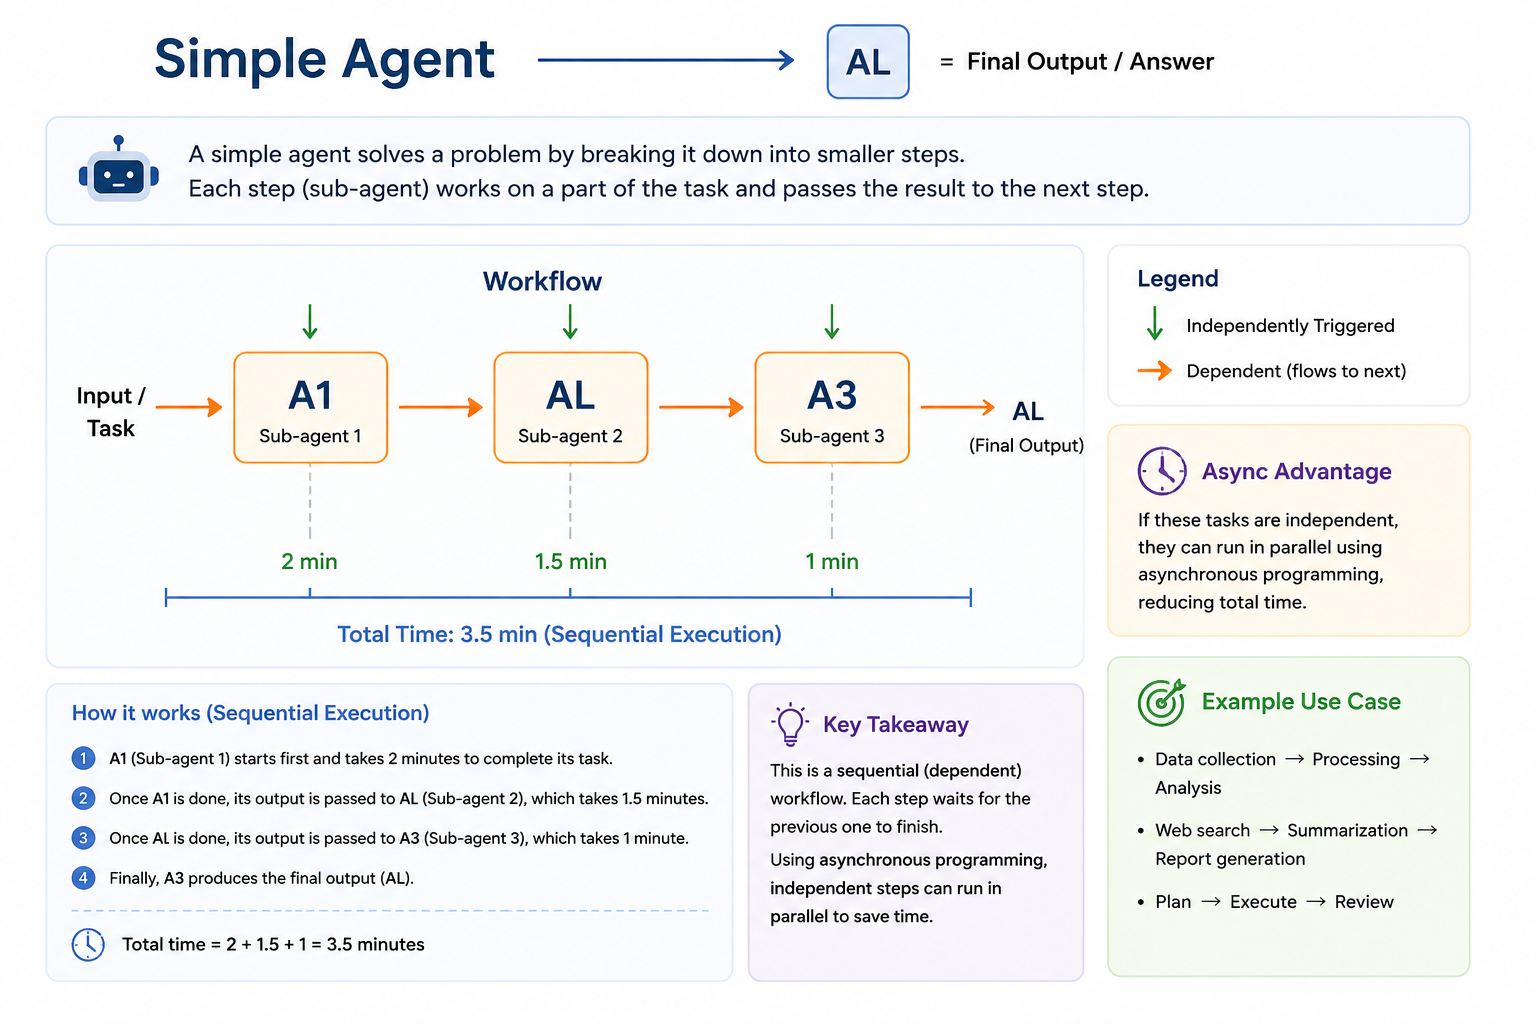 Simple Agent
AL
= Final Output / Answer
A simple agent solves a problem by breaking it down into smaller steps.
Each step (sub-agent) works on a part of the task and passes the result to the next step.
Workflow
Input /
Task
A1
Sub-agent 1
AL
Sub-agent 2
A3
Sub-agent 3
AL
(Final Output)
2 min
1.5 min
1 min
Total Time: 3.5 min (Sequential Execution)
Legend
Independently Triggered
Dependent (flows to next)
Async Advantage
If these tasks are independent,
they can run in parallel using
asynchronous programming,
reducing total time.
How it works (Sequential Execution)
1 A1 (Sub-agent 1) starts first and takes 2 minutes to complete its task.
2 Once A1 is done, its output is passed to AL (Sub-agent 2), which takes 1.5 minutes.
3 Once AL is done, its output is passed to A3 (Sub-agent 3), which takes 1 minute.
4 Finally, A3 produces the final output (AL).
Total time = 2 + 1.5 + 1 = 3.5 minutes
Key Takeaway
This is a sequential (dependent)
workflow. Each step waits for the
previous one to finish.
Using asynchronous programming,
independent steps can run in
parallel to save time.
Example Use Case
• Data collection → Processing →
Analysis
• Web search → Summarization →
Report generation
• Plan → Execute → Review